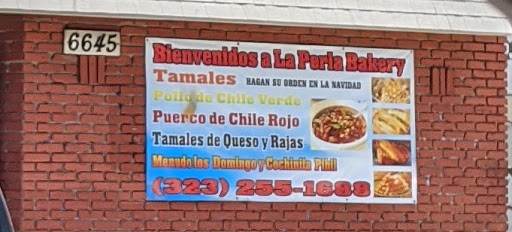 6645
Bienvenidos a La Perla Bakery
Tamales HAGAN SU ORDEN EN LA NAVIDAD
Pollo de Chile Verde
Puerco de Chile Rojo
Tamales de Queso y Rajas
Menudo los Domingo y Cochinita Pibil
(323) 255-1688